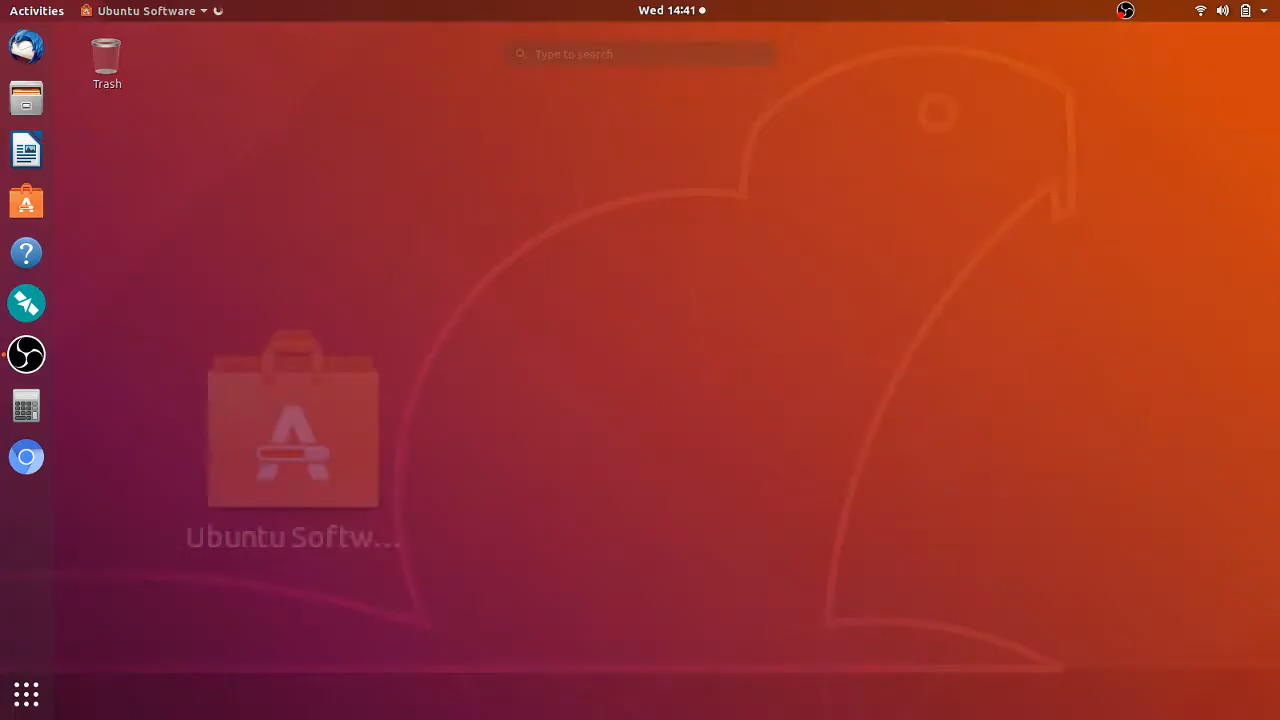 Activities
Ubuntu Software
Wed 14:41
Type to search
Trash
Ubuntu Softw...